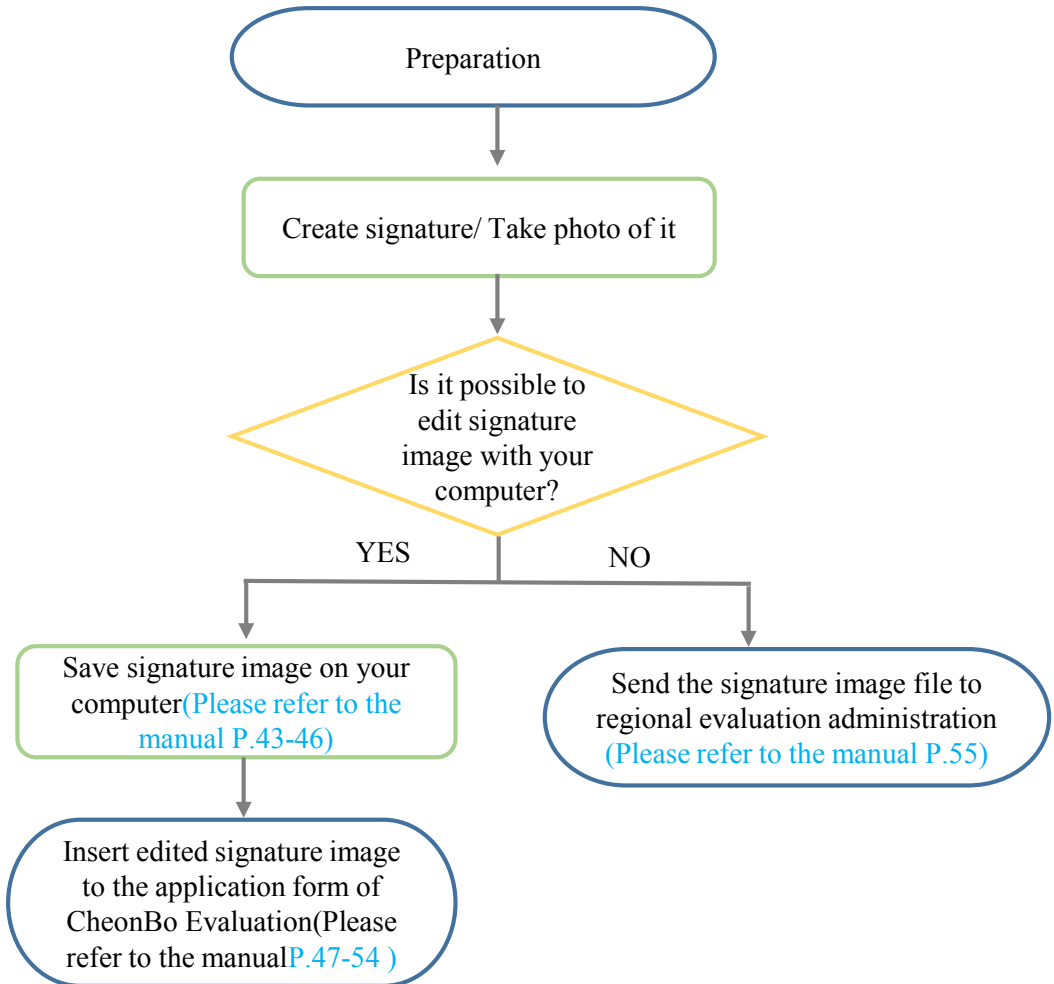 Preparation
Create signature/ Take photo of it
Is it possible to
edit signature
image with your
computer?
YES
NO
Save signature image on your
computer(Please refer to the
manual P.43-46)
Send the signature image file to
regional evaluation administration
(Please refer to the manual P.55)
Insert edited signature image
to the application form of
CheonBo Evaluation(Please
refer to the manualP.47-54 )